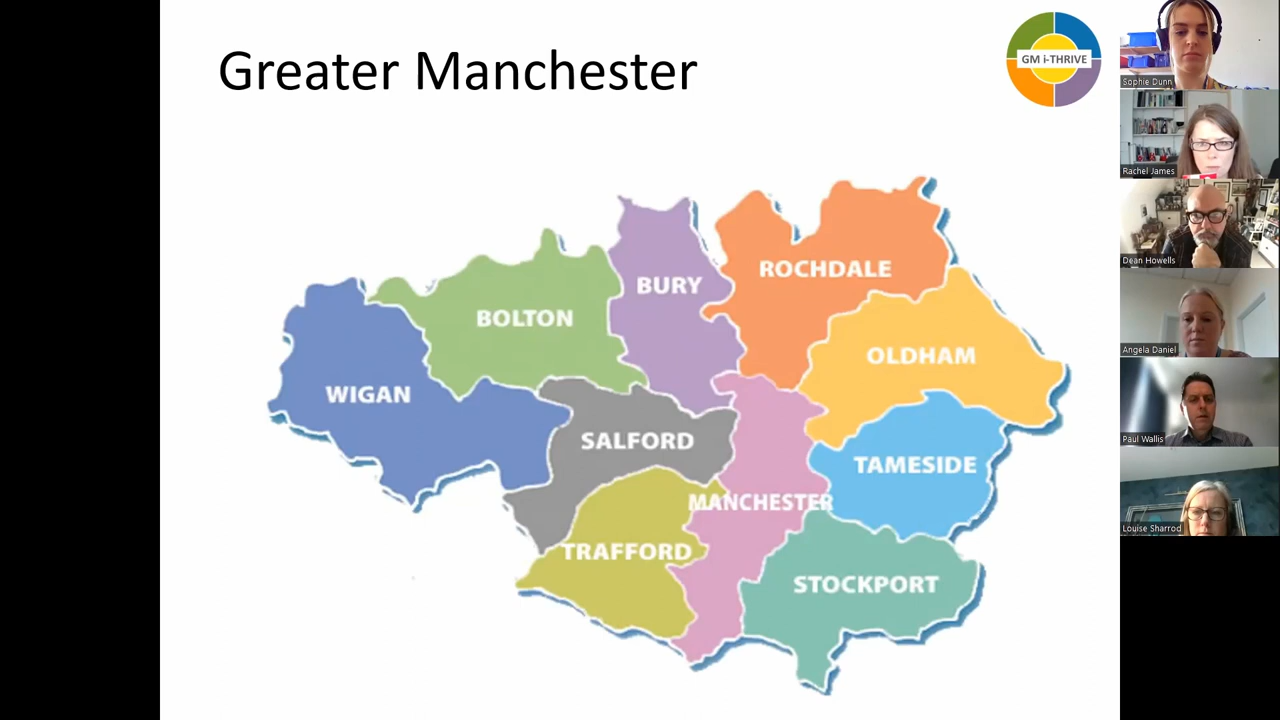 Greater Manchester
GM i-THRIVE
BURY
ROCHDALE
BOLTON
OLDHAM
WIGAN
SALFORD
TAMESIDE
MANCHESTER
TRAFFORD
STOCKPORT
Sophie Dunn
Rachel James
Dean Howells
Angela Daniel
Paul Wallis
Louise Sharrod